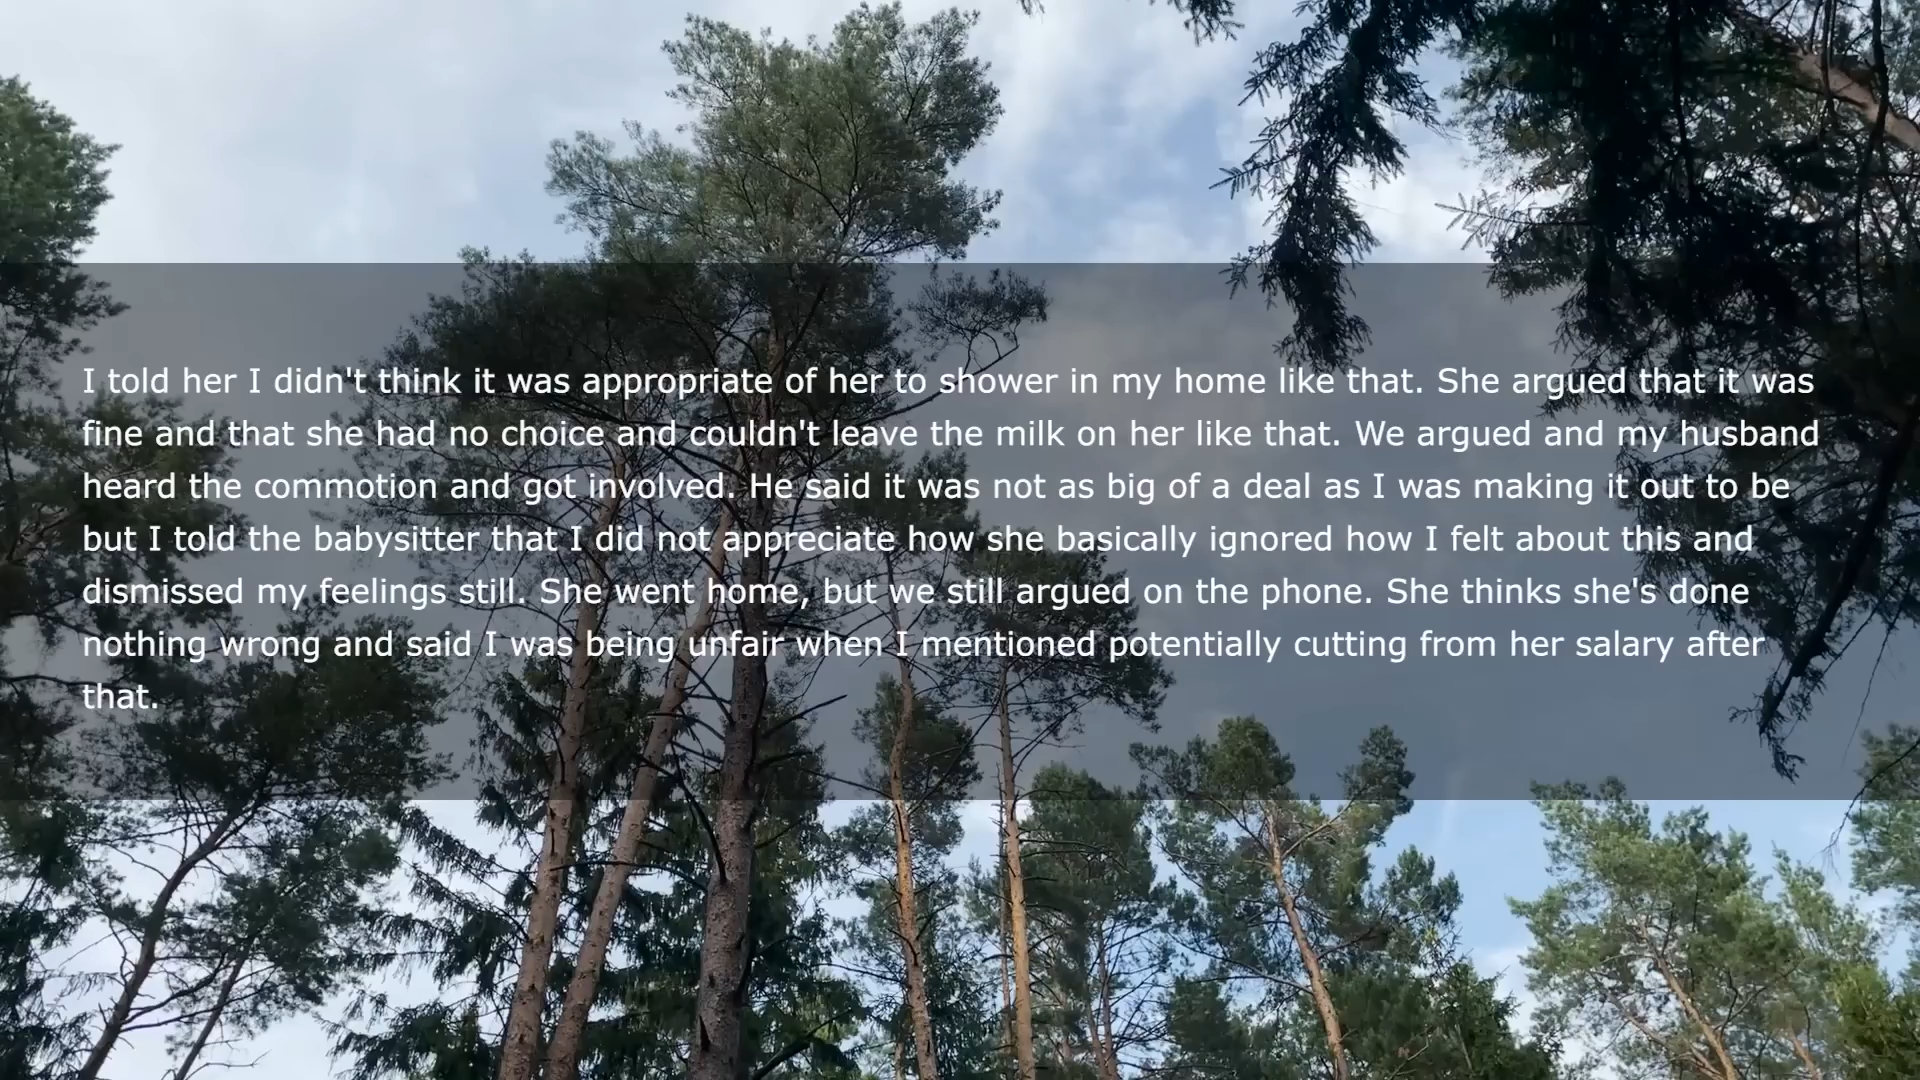 I told her I didn't think it was appropriate of her to shower in my home like that. She argued that it was
fine and that she had no choice and couldn't leave the milk on her like that. We argued and my husband
heard the commotion and got involved. He said it was not as big of a deal as I was making it out to be
but I told the babysitter that I did not appreciate how she basically ignored how I felt about this and
dismissed my feelings still. She went home, but we still argued on the phone. She thinks she's done
nothing wrong and said I was being unfair when I mentioned potentially cutting from her salary after
that.